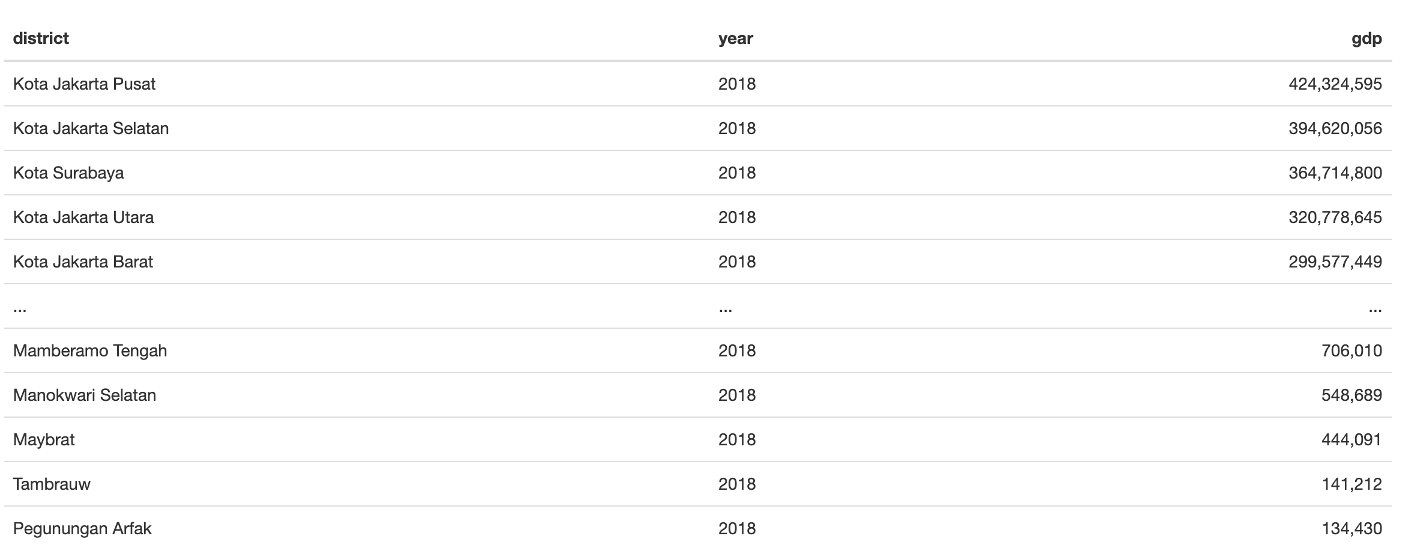 district year gdp
Kota Jakarta Pusat 2018 424,324,595
Kota Jakarta Selatan 2018 394,620,056
Kota Surabaya 2018 364,714,800
Kota Jakarta Utara 2018 320,778,645
Kota Jakarta Barat 2018 299,577,449
... ... ...
Mamberamo Tengah 2018 706,010
Manokwari Selatan 2018 548,689
Maybrat 2018 444,091
Tambrauw 2018 141,212
Pegunungan Arfak 2018 134,430